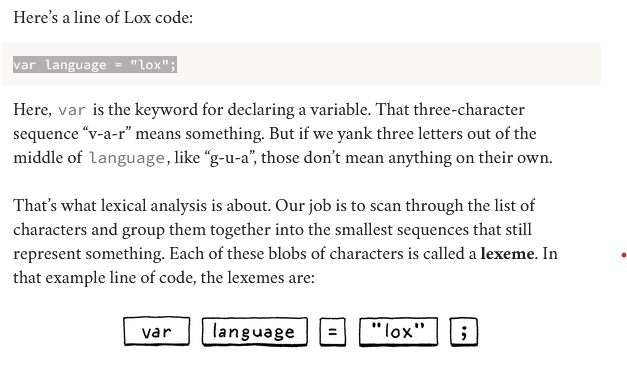 Here’s a line of Lox code:
var language = "lox";
Here, var is the keyword for declaring a variable. That three-character
sequence “v-a-r” means something. But if we yank three letters out of the
middle of language, like “g-u-a”, those don’t mean anything on their own.
That’s what lexical analysis is about. Our job is to scan through the list of
characters and group them together into the smallest sequences that still
represent something. Each of these blobs of characters is called a lexeme. In
that example line of code, the lexemes are:
var language = "lox" ;